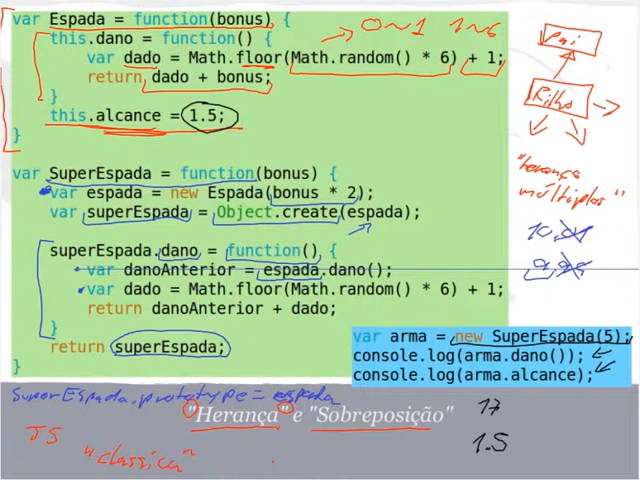 var Espada = function(bonus) {
this.dano = function() {
var dado = Math.floor(Math.random() * 6) + 1;
return dado + bonus;
}
this.alcance = 1.5;
}
0~1 1~6
Pai
Filho
"herança
múltiplas"
var SuperEspada = function(bonus) {
var espada = new Espada(bonus * 2);
var superEspada = Object.create(espada);
superEspada.dano = function() {
var danoAnterior = espada.dano();
var dado = Math.floor(Math.random() * 6) + 1;
return danoAnterior + dado;
}
return superEspada;
}
var arma = new SuperEspada(5);
console.log(arma.dano());
console.log(arma.alcance);
SuperEspada.prototype = espada
"Herança" e "Sobreposição"
17
1.5
JS
"classica"